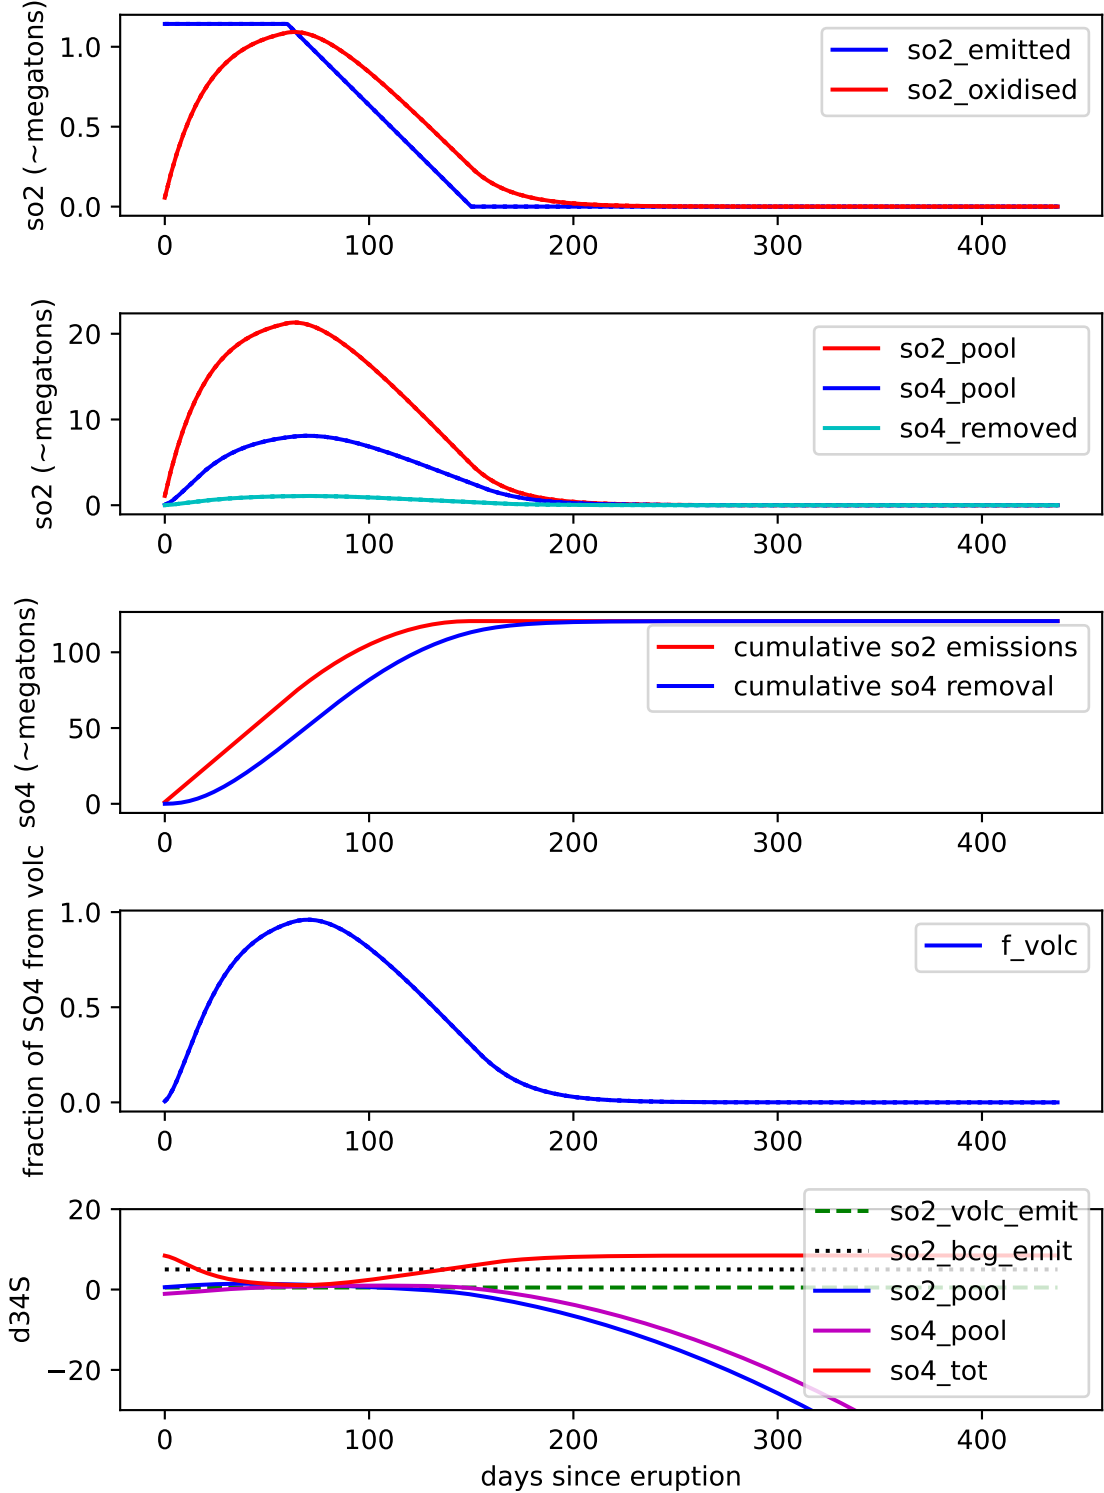 so2 (~megatons)
1.0
0.5
0.0
so2_emitted
so2_oxidised
0 100 200 300 400
so2 (~megatons)
20
10
0
so2_pool
so4_pool
so4_removed
0 100 200 300 400
so4 (~megatons)
100
50
0
cumulative so2 emissions
cumulative so4 removal
0 100 200 300 400
fraction of SO4 from volc
1.0
0.5
0.0
f_volc
0 100 200 300 400
d34S
20
0
−20
so2_volc_emit
so2_bcg_emit
so2_pool
so4_pool
so4_tot
0 100 200 300 400
days since eruption